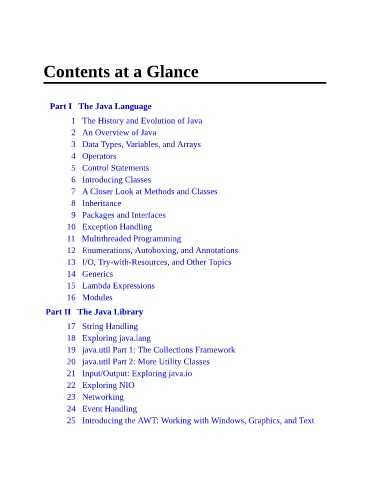 Contents at a Glance
Part I The Java Language
1 The History and Evolution of Java
2 An Overview of Java
3 Data Types, Variables, and Arrays
4 Operators
5 Control Statements
6 Introducing Classes
7 A Closer Look at Methods and Classes
8 Inheritance
9 Packages and Interfaces
10 Exception Handling
11 Multithreaded Programming
12 Enumerations, Autoboxing, and Annotations
13 I/O, Try-with-Resources, and Other Topics
14 Generics
15 Lambda Expressions
16 Modules
Part II The Java Library
17 String Handling
18 Exploring java.lang
19 java.util Part 1: The Collections Framework
20 java.util Part 2: More Utility Classes
21 Input/Output: Exploring java.io
22 Exploring NIO
23 Networking
24 Event Handling
25 Introducing the AWT: Working with Windows, Graphics, and Text